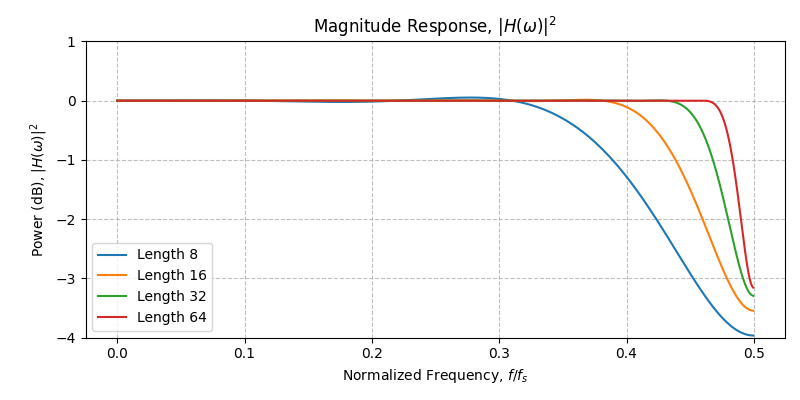 Magnitude Response, |H(ω)|²
1
0
−1
−2
−3
−4
Power (dB), |H(ω)|²
Length 8
Length 16
Length 32
Length 64
0.0 0.1 0.2 0.3 0.4 0.5
Normalized Frequency, f/fₛ